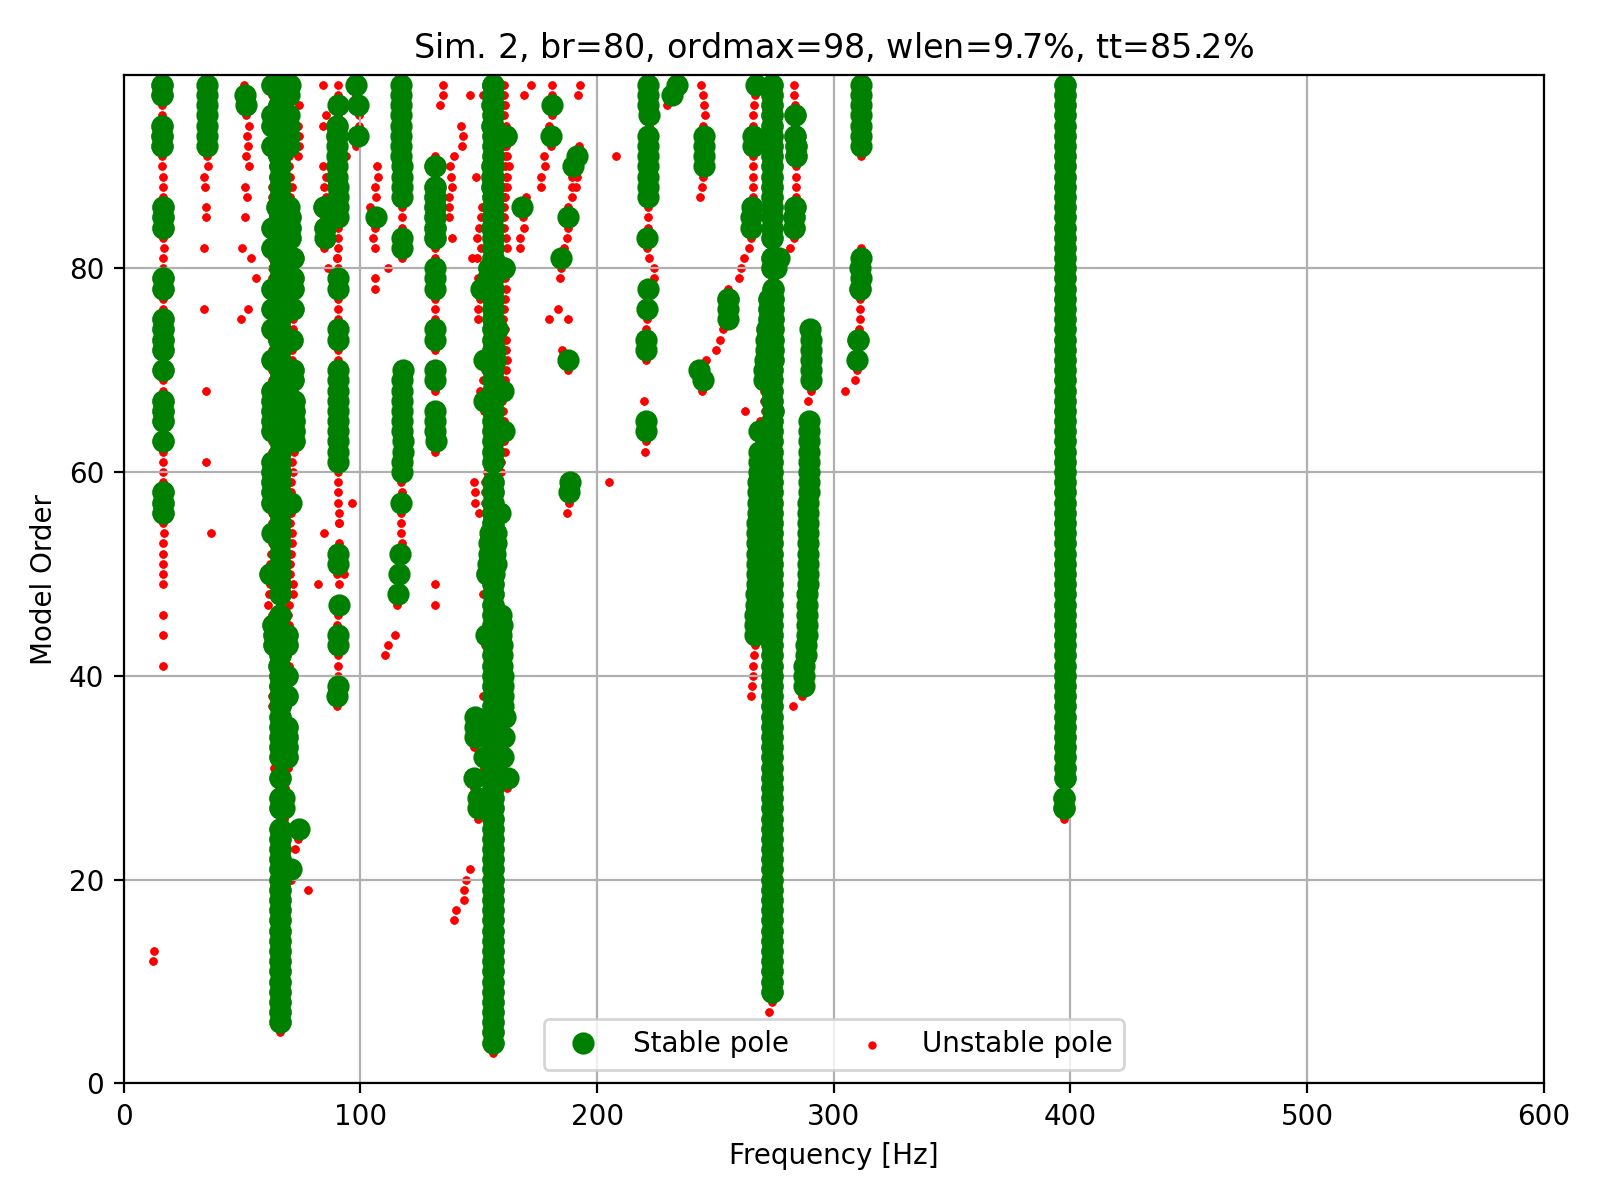 Sim. 2, br=80, ordmax=98, wlen=9.7%, tt=85.2%
Model Order
80
60
40
20
0
Stable pole
Unstable pole
0 100 200 300 400 500 600
Frequency [Hz]